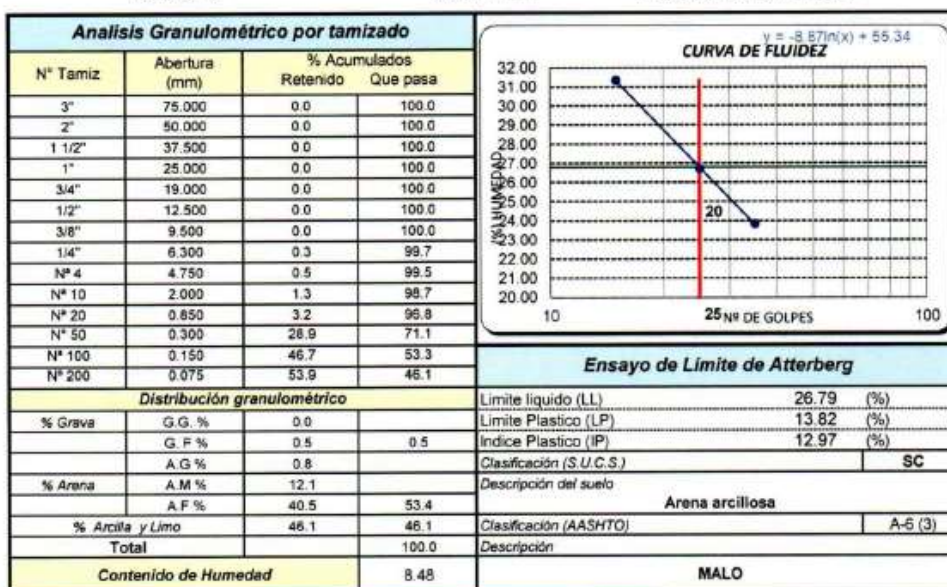 Analisis Granulométrico por tamizado
N° Tamiz Abertura (mm) % Acumulados
Retenido Que pasa
3" 75.000 0.0 100.0
2" 50.000 0.0 100.0
1 1/2" 37.500 0.0 100.0
1" 25.000 0.0 100.0
3/4" 19.000 0.0 100.0
1/2" 12.500 0.0 100.0
3/8" 9.500 0.0 100.0
1/4" 6.300 0.3 99.7
Nª 4 4.750 0.5 99.5
Nª 10 2.000 1.3 98.7
Nª 20 0.850 3.2 96.8
N° 50 0.300 28.9 71.1
Nª 100 0.150 46.7 53.3
Nª 200 0.075 53.9 46.1
Distribución granulométrico
% Grava G.G. % 0.0
G. F % 0.5 0.5
A.G % 0.8
% Arena A.M % 12.1
A.F % 40.5 53.4
% Arcilla y Limo 46.1 46.1
Total 100.0
Contenido de Humedad 8.48
y = -8.87ln(x) + 55.34
CURVA DE FLUIDEZ
32.00
31.00
30.00
29.00
28.00
27.00
26.00
25.00
24.00
23.00
22.00
21.00
20.00
(%) HUMEDAD
20
10 25 Nº DE GOLPES 100
Ensayo de Límite de Atterberg
Limite liquido (LL) 26.79 (%)
Limite Plastico (LP) 13.82 (%)
Indice Plastico (IP) 12.97 (%)
Clasificación (S.U.C.S.) SC
Descripción del suelo
Arena arcillosa
Clasificación (AASHTO) A-6 (3)
Descripción
MALO